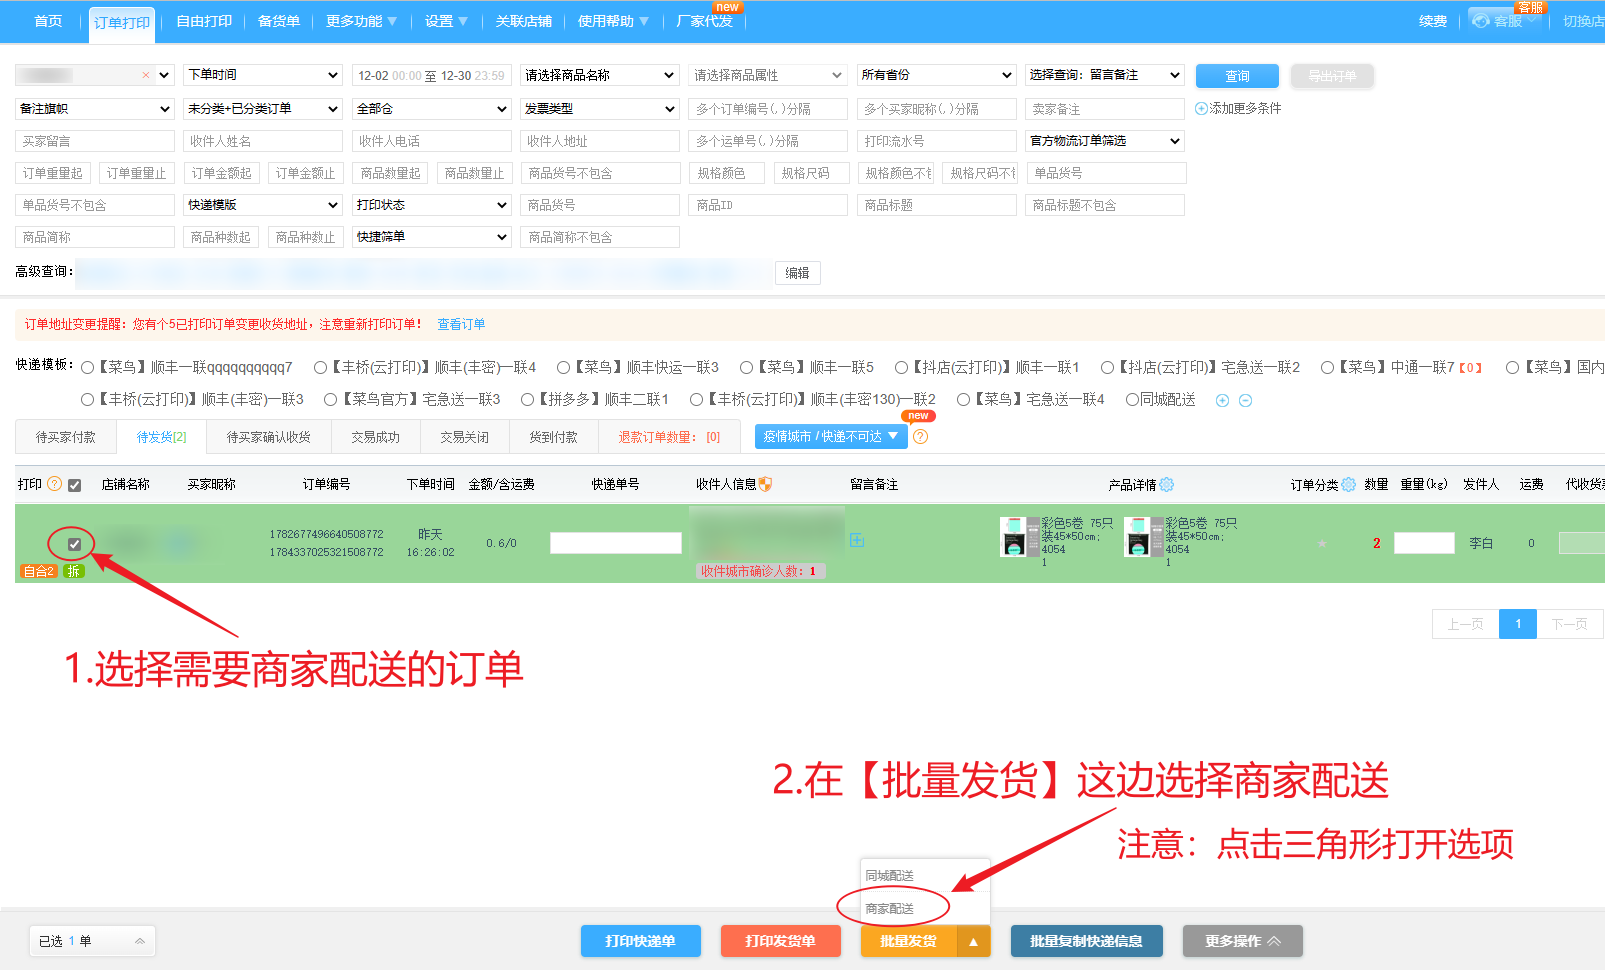 首页 订单打印 自由打印 备货单 更多功能 设置 关联店铺 使用帮助 厂家代发 new 续费 客服 客服 切换店
× 下单时间 12-02 00:00 至 12-30 23:59 请选择商品名称 请选择商品属性 所有省份 选择查询：留言备注 查询 导出订单
备注旗帜 未分类+已分类订单 全部仓 发票类型 多个订单编号(,)分隔 多个买家昵称(,)分隔 卖家备注 添加更多条件
买家留言 收件人姓名 收件人电话 收件人地址 多个运单号(,)分隔 打印流水号 官方物流订单筛选
订单重量起 订单重量止 订单金额起 订单金额止 商品数量起 商品数量止 商品货号不包含 规格颜色 规格尺码 规格颜色不 规格尺码不 单品货号
单品货号不包含 快递模版 打印状态 商品货号 商品ID 商品标题 商品标题不包含
商品简称 商品种数起 商品种数止 快捷筛单 商品简称不包含
高级查询： 编辑
订单地址变更提醒：您有个5已打印订单变更收货地址，注意重新打印订单！ 查看订单
快递模板： 【菜鸟】顺丰一联qqqqqqqqqq7 【丰桥(云打印)】顺丰(丰密)一联4 【菜鸟】顺丰快运一联3 【菜鸟】顺丰一联5 【抖店(云打印)】顺丰一联1 【抖店(云打印)】宅急送一联2 【菜鸟】中通一联7【0】 【菜鸟】国内
【丰桥(云打印)】顺丰(丰密)一联3 【菜鸟官方】宅急送一联3 【拼多多】顺丰二联1 【丰桥(云打印)】顺丰(丰密130)一联2 【菜鸟】宅急送一联4 同城配送
待买家付款 待发货[2] 待买家确认收货 交易成功 交易关闭 货到付款 退款订单数量： [0] 疫情城市 / 快递不可达 new ?
打印 ? 店铺名称 买家昵称 订单编号 下单时间 金额/含运费 快递单号 收件人信息 留言备注 产品详情 订单分类 数量 重量(kg) 发件人 运费 代收货
1782677496640508772 昨天 彩色5卷 75只 彩色5卷 75只
装45*50cm; 装45*50cm;
1784337025321508772 16:26:02 0.6/0 4054 4054 2 李白 0
1 1
自合2 拆 收件城市确诊人数：1
上一页 1 下一页
1.选择需要商家配送的订单
2.在【批量发货】这边选择商家配送
注意：点击三角形打开选项
同城配送
商家配送
已选 1 单 打印快递单 打印发货单 批量发货 ▲ 批量复制快递信息 更多操作